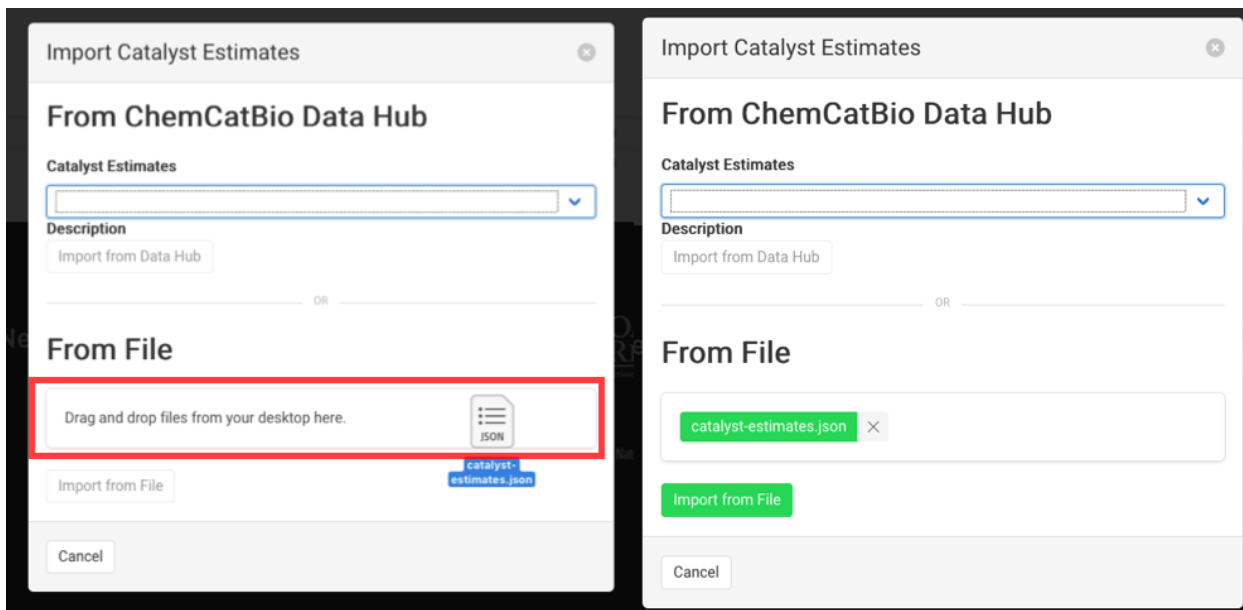 Import Catalyst Estimates
From ChemCatBio Data Hub
Catalyst Estimates
Description
Import from Data Hub
OR
From File
Drag and drop files from your desktop here.
JSON
catalyst-
estimates.json
Import from File
Cancel
Import Catalyst Estimates
From ChemCatBio Data Hub
Catalyst Estimates
Description
Import from Data Hub
OR
From File
catalyst-estimates.json
Import from File
Cancel